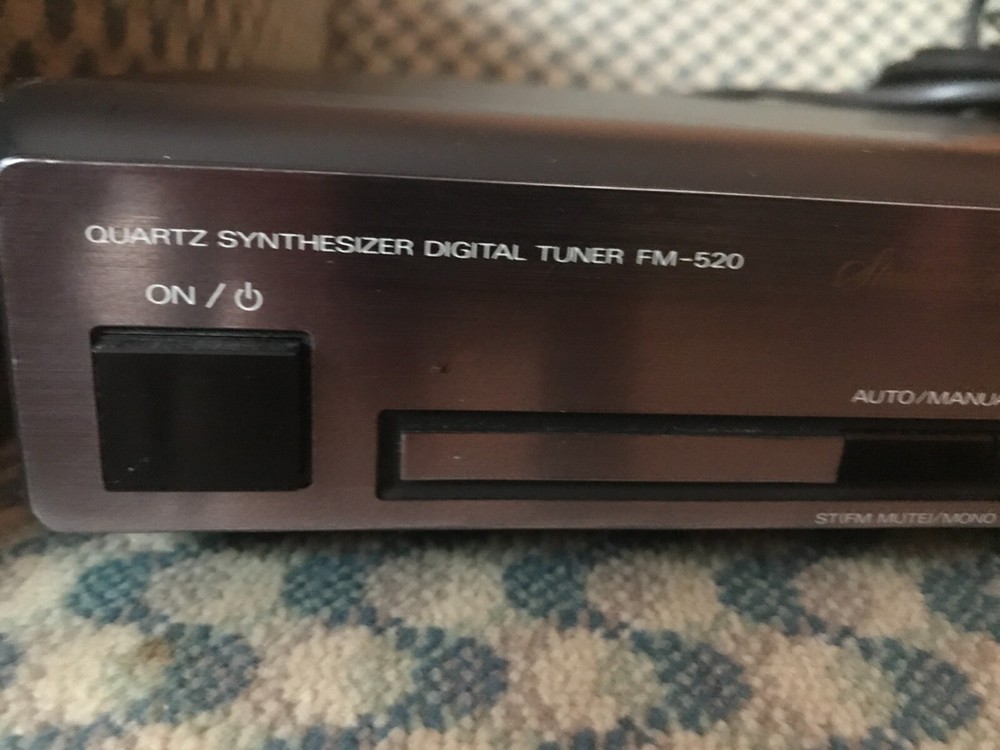 QUARTZ SYNTHESIZER DIGITAL TUNER FM-520
ON / ⏻
AUTO/MANUA
ST(FM MUTE)/MONO